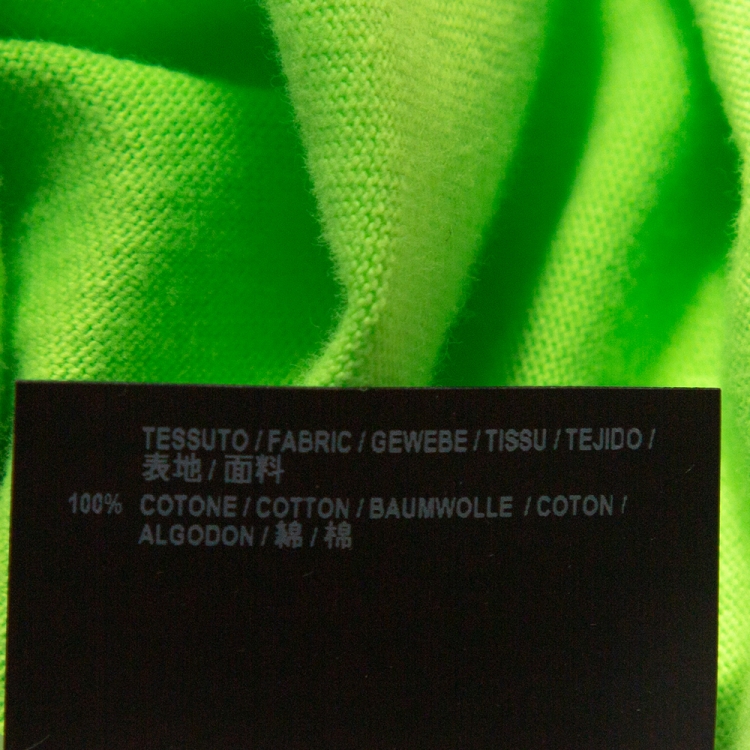 TESSUTO / FABRIC / GEWEBE / TISSU / TEJIDO /
表地 / 面料
100% COTONE / COTTON / BAUMWOLLE / COTON /
ALGODON / 綿 / 棉